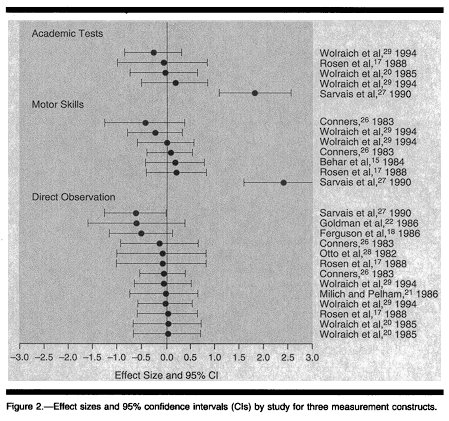 Academic Tests
Wolraich et al,29 1994
Rosen et al,17 1988
Wolraich et al,20 1985
Wolraich et al,29 1994
Sarvais et al,27 1990
Motor Skills
Conners,26 1983
Wolraich et al,29 1994
Wolraich et al,29 1994
Conners,26 1983
Behar et al,15 1984
Rosen et al,17 1988
Sarvais et al,27 1990
Direct Observation
Sarvais et al,27 1990
Goldman et al,22 1986
Ferguson et al,18 1986
Conners,26 1983
Otto et al,28 1982
Rosen et al,17 1988
Conners,26 1983
Wolraich et al,29 1994
Milich and Pelham,21 1986
Wolraich et al,29 1994
Rosen et al,17 1988
Wolraich et al,20 1985
Wolraich et al,20 1985
−3.0 −2.5 −2.0 −1.5 −1.0 −0.5 0.0 0.5 1.0 1.5 2.0 2.5 3.0
Effect Size and 95% CI
Figure 2.—Effect sizes and 95% confidence intervals (CIs) by study for three measurement constructs.